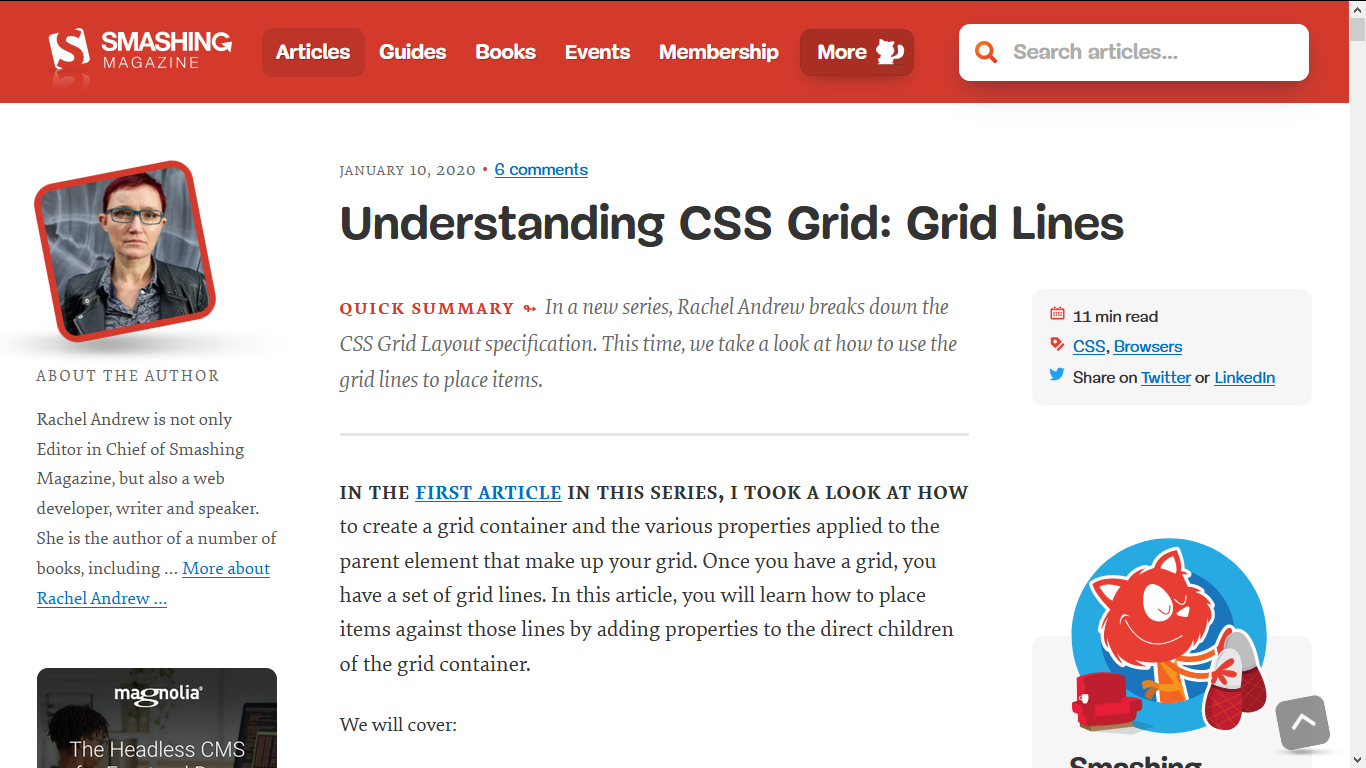 SMASHING
MAGAZINE
Articles
Guides
Books
Events
Membership
More
Search articles...
JANUARY 10, 2020 • 6 comments
Understanding CSS Grid: Grid Lines
QUICK SUMMARY ↬ In a new series, Rachel Andrew breaks down the
CSS Grid Layout specification. This time, we take a look at how to use the
grid lines to place items.
11 min read
CSS, Browsers
Share on Twitter or LinkedIn
ABOUT THE AUTHOR
Rachel Andrew is not only
Editor in Chief of Smashing
Magazine, but also a web
developer, writer and speaker.
She is the author of a number of
books, including … More about
Rachel Andrew …
IN THE FIRST ARTICLE IN THIS SERIES, I TOOK A LOOK AT HOW
to create a grid container and the various properties applied to the
parent element that make up your grid. Once you have a grid, you
have a set of grid lines. In this article, you will learn how to place
items against those lines by adding properties to the direct children
of the grid container.
We will cover:
magnolia®
The Headless CMS
Smashing